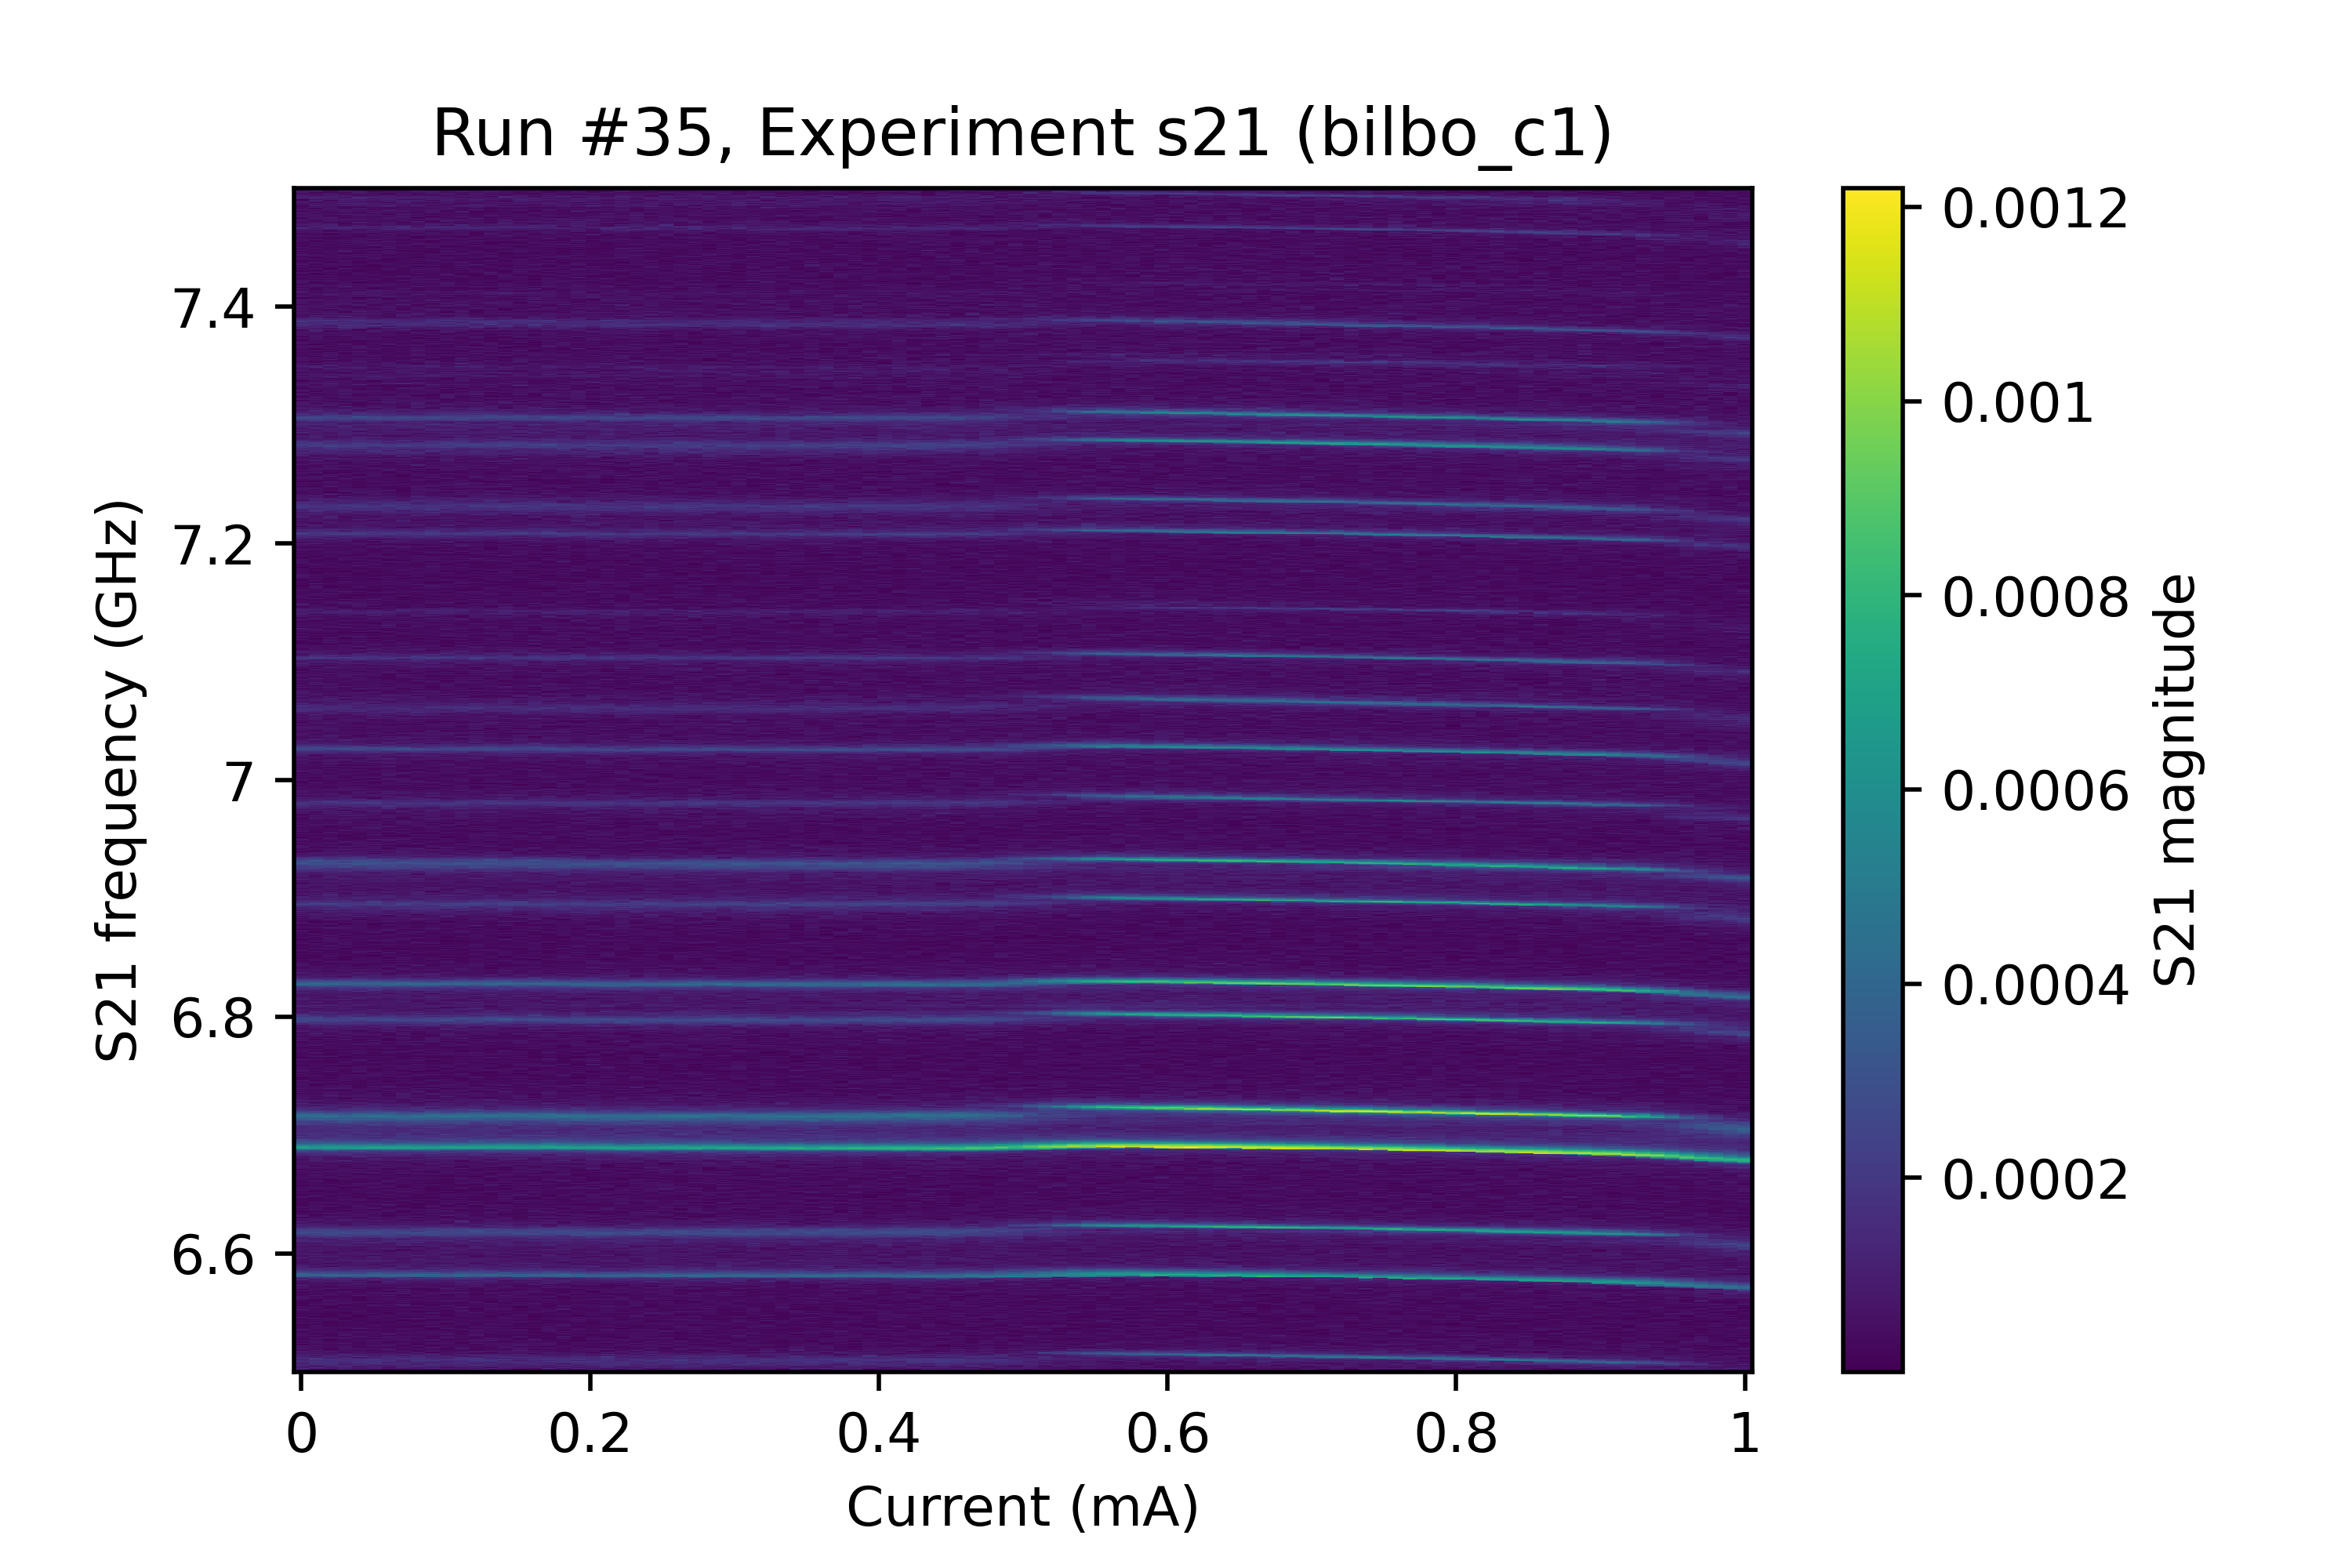 Run #35, Experiment s21 (bilbo_c1)
S21 frequency (GHz)
7.4
7.2
7
6.8
6.6
0 0.2 0.4 0.6 0.8 1
Current (mA)
0.0012
0.001
0.0008
0.0006
0.0004
0.0002
S21 magnitude